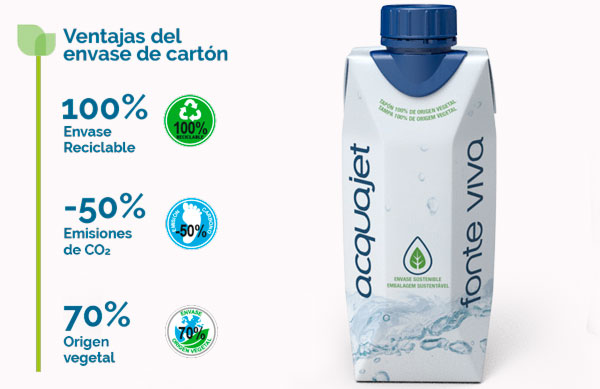 Ventajas del
envase de cartón
100%
Envase
Reciclable
100%
RECICLABLE
-50%
Emisiones
de CO₂
EMISIÓN CARBONO
-50%
70%
Origen
vegetal
ENVASE
70%
ORIGEN VEGETAL
TAPÓN 100% DE ORIGEN VEGETAL
TAMPA 100% DE ORIGEM VEGETAL
acquajet
fonte viva
ENVASE SOSTENIBLE
EMBALAGEM SUSTENTÁVEL